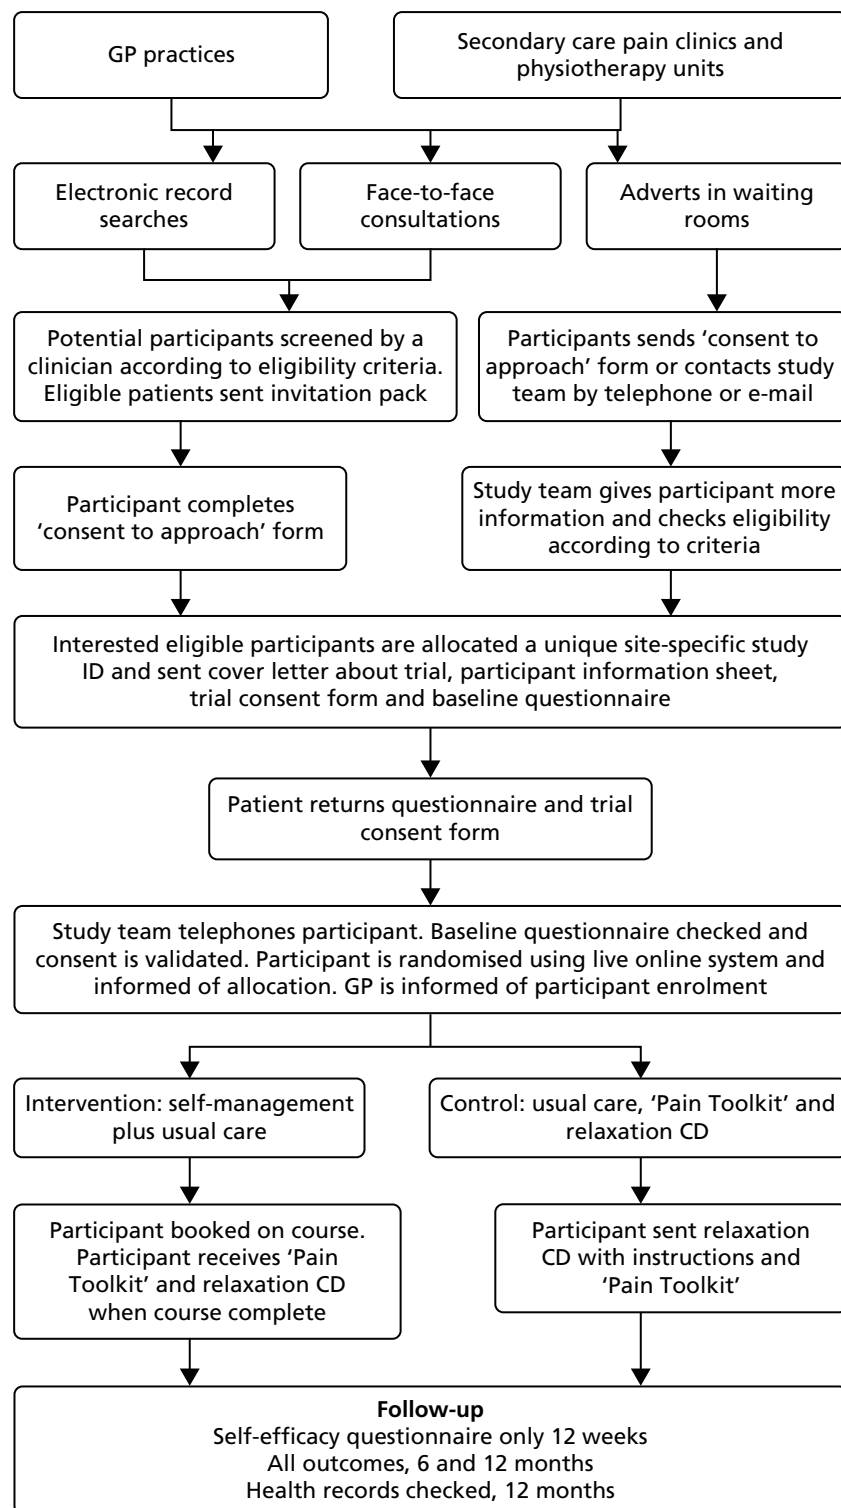 GP practices
Secondary care pain clinics and
physiotherapy units
Electronic record
searches
Face-to-face
consultations
Adverts in waiting
rooms
Potential participants screened by a
clinician according to eligibility criteria.
Eligible patients sent invitation pack
Participants sends ‘consent to
approach’ form or contacts study
team by telephone or e-mail
Participant completes
‘consent to approach’ form
Study team gives participant more
information and checks eligibility
according to criteria
Interested eligible participants are allocated a unique site-specific study
ID and sent cover letter about trial, participant information sheet,
trial consent form and baseline questionnaire
Patient returns questionnaire and trial
consent form
Study team telephones participant. Baseline questionnaire checked and
consent is validated. Participant is randomised using live online system and
informed of allocation. GP is informed of participant enrolment
Intervention: self-management
plus usual care
Control: usual care, ‘Pain Toolkit’ and
relaxation CD
Participant booked on course.
Participant receives ‘Pain
Toolkit’ and relaxation CD
when course complete
Participant sent relaxation
CD with instructions and
‘Pain Toolkit’
Follow-up
Self-efficacy questionnaire only 12 weeks
All outcomes, 6 and 12 months
Health records checked, 12 months